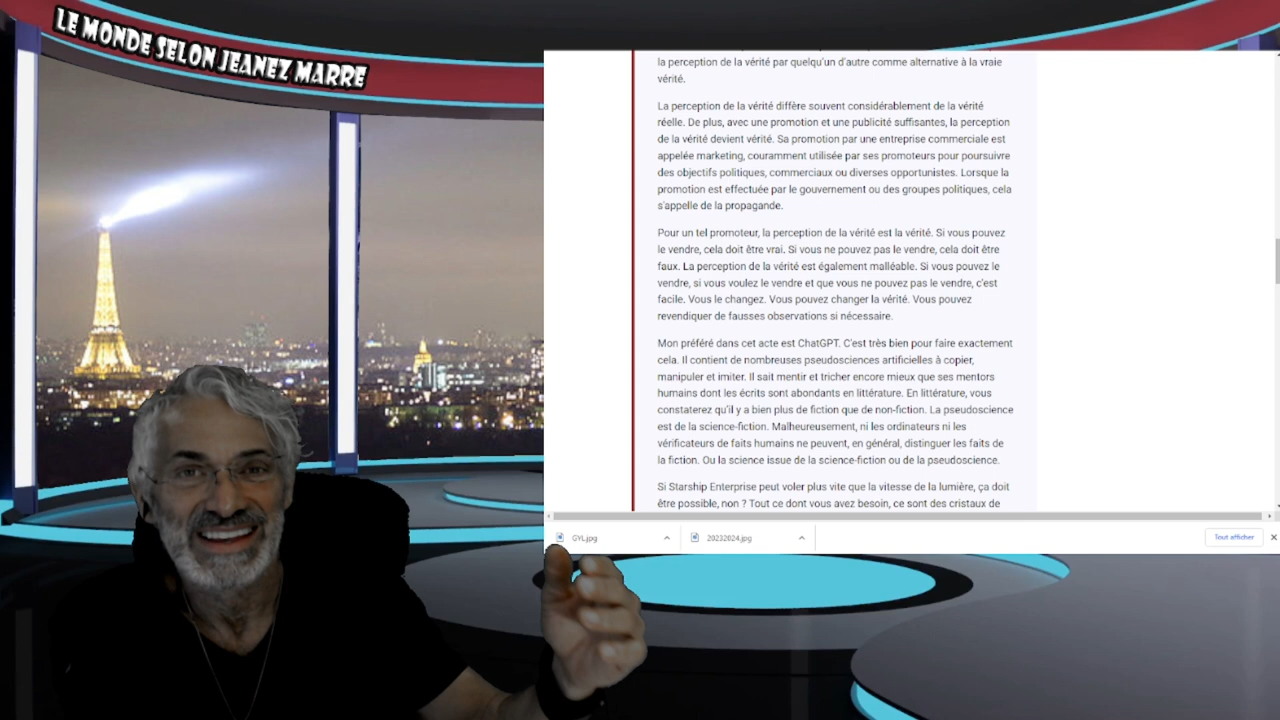 LE MONDE SELON JEANEZ MARRE
la perception de la vérité par quelqu'un d'autre comme alternative à la vraie
vérité.
La perception de la vérité diffère souvent considérablement de la vérité
réelle. De plus, avec une promotion et une publicité suffisantes, la perception
de la vérité devient vérité. Sa promotion par une entreprise commerciale est
appelée marketing, couramment utilisée par ses promoteurs pour poursuivre
des objectifs politiques, commerciaux ou diverses opportunistes. Lorsque la
promotion est effectuée par le gouvernement ou des groupes politiques, cela
s'appelle de la propagande.
Pour un tel promoteur, la perception de la vérité est la vérité. Si vous pouvez
le vendre, cela doit être vrai. Si vous ne pouvez pas le vendre, cela doit être
faux. La perception de la vérité est également malléable. Si vous pouvez le
vendre, si vous voulez le vendre et que vous ne pouvez pas le vendre, c'est
facile. Vous le changez. Vous pouvez changer la vérité. Vous pouvez
revendiquer de fausses observations si nécessaire.
Mon préféré dans cet acte est ChatGPT. C'est très bien pour faire exactement
cela. Il contient de nombreuses pseudosciences artificielles à copier,
manipuler et imiter. Il sait mentir et tricher encore mieux que ses mentors
humains dont les écrits sont abondants en littérature. En littérature, vous
constaterez qu'il y a bien plus de fiction que de non-fiction. La pseudoscience
est de la science-fiction. Malheureusement, ni les ordinateurs ni les
vérificateurs de faits humains ne peuvent, en général, distinguer les faits de
la fiction. Ou la science issue de la science-fiction ou de la pseudoscience.
Si Starship Enterprise peut voler plus vite que la vitesse de la lumière, ça doit
être possible, non ? Tout ce dont vous avez besoin, ce sont des cristaux de
GYL.jpg
20232024.jpg
Tout afficher